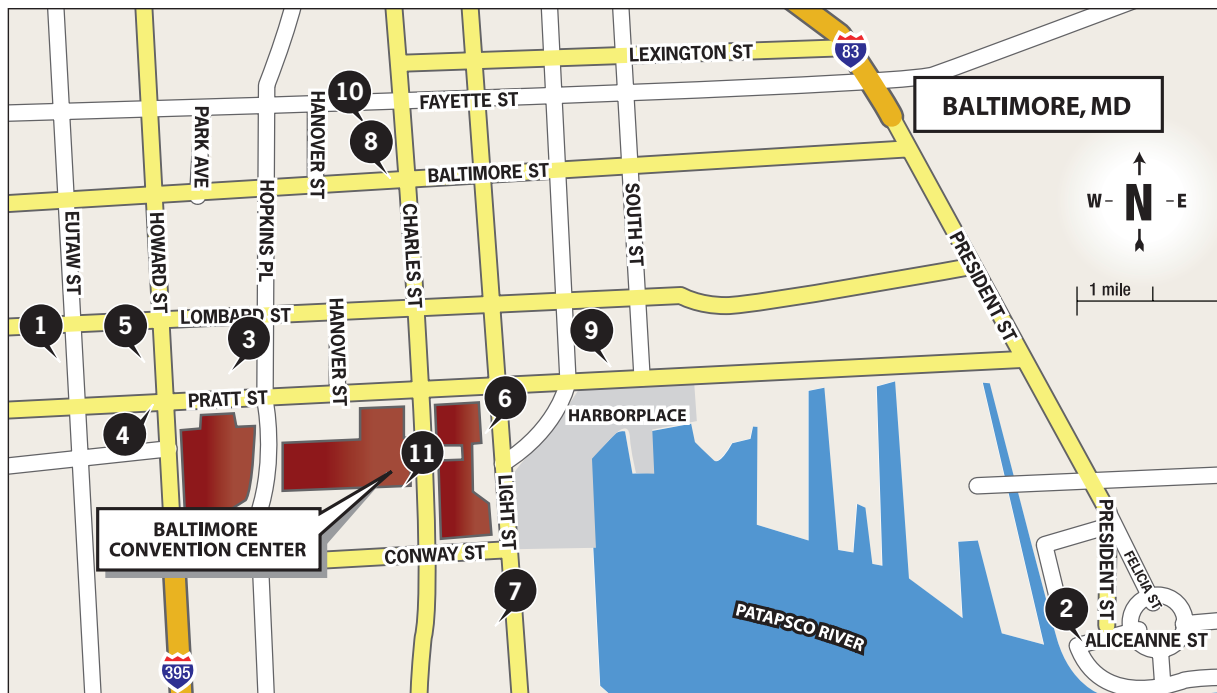 LEXINGTON ST
83
BALTIMORE, MD
10
FAYETTE ST
PARK AVE
HANOVER ST
8
BALTIMORE ST
N
W-
-E
EUTAW ST
HOWARD ST
HOPKINS PL
CHARLES ST
SOUTH ST
PRESIDENT ST
1 mile
LOMBARD ST
1
5
3
HANOVER ST
9
PRATT ST
4
6
HARBORPLACE
11
LIGHT ST
BALTIMORE
CONVENTION CENTER
CONWAY ST
7
PATAPSCO RIVER
PRESIDENT ST
FELICIA ST
2
ALICEANNE ST
395